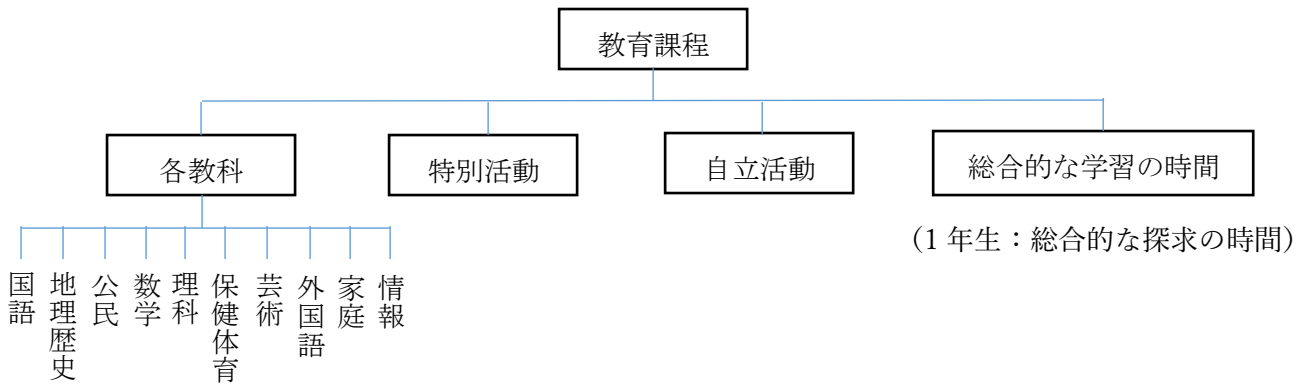 教育課程
各教科
特別活動
自立活動
総合的な学習の時間
（1年生：総合的な探求の時間）
国語
地理歴史
公民
数学
理科
保健体育
芸術
外国語
家庭
情報